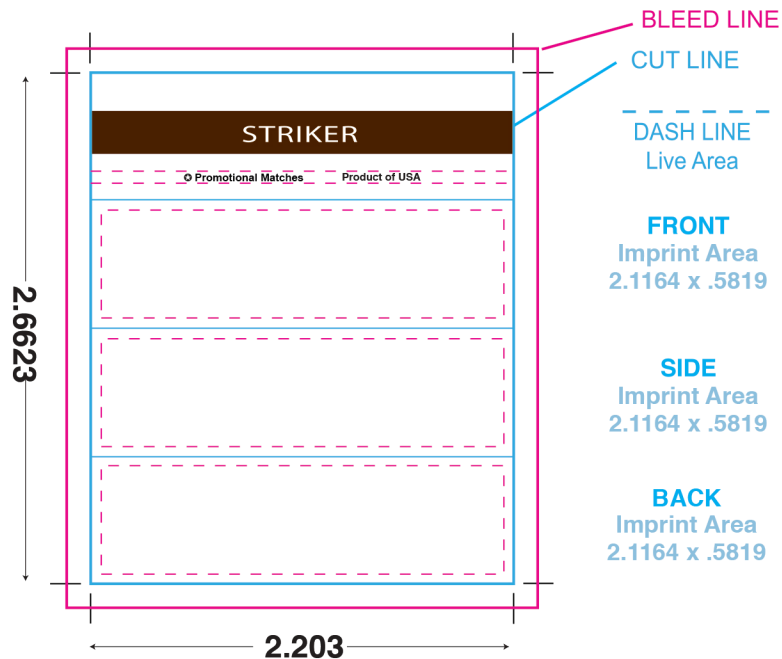 BLEED LINE
CUT LINE
STRIKER
DASH LINE
Live Area
✪ Promotional Matches Product of USA
FRONT
Imprint Area
2.1164 x .5819
2.6623
SIDE
Imprint Area
2.1164 x .5819
BACK
Imprint Area
2.1164 x .5819
2.203